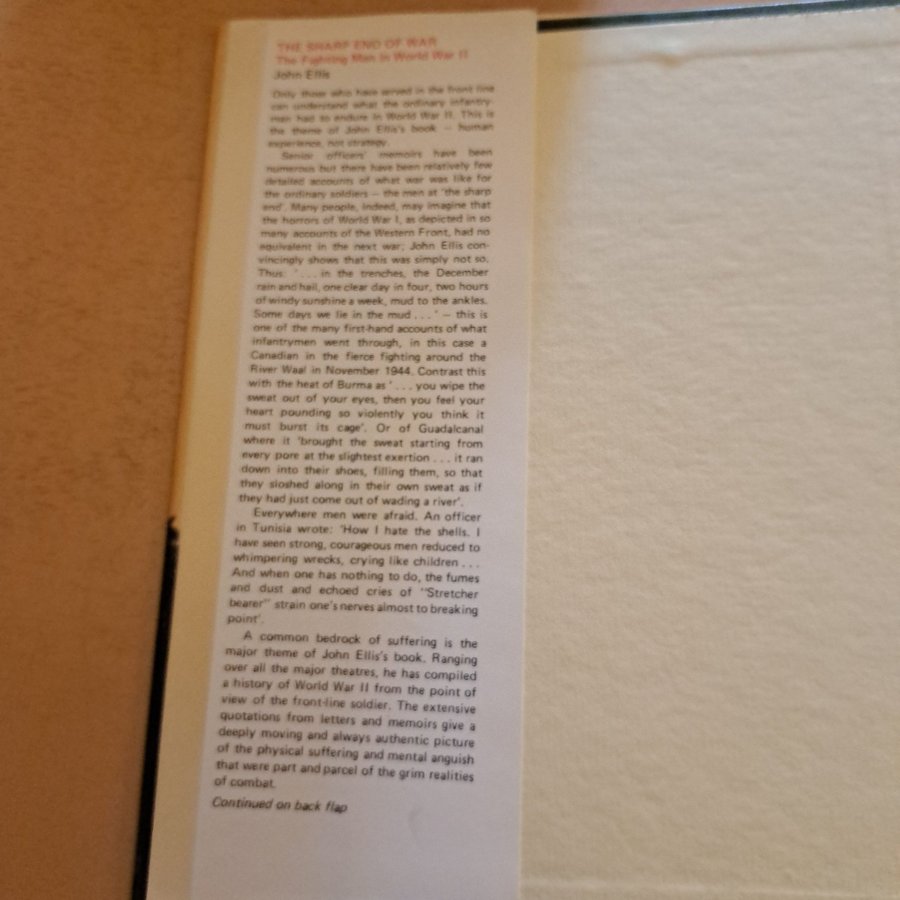 THE SHARP END OF WAR
The Fighting Men in World War II
John Ellis
Only those who have served in the front line
can understand what the ordinary infantry-
man had to endure in World War II. This is
the theme of John Ellis's book — human
experience, not strategy.
Senior officers' memoirs have been
numerous but there have been relatively few
detailed accounts of what war was like for
the ordinary soldiers — the men at 'the sharp
end'. Many people, indeed, may imagine that
the horrors of World War I, as depicted in so
many accounts of the Western Front, had no
equivalent in the next war; John Ellis con-
vincingly shows that this was simply not so.
Thus: '. . . in the trenches, the December
rain and hail, one clear day in four, two hours
of windy sunshine a week, mud to the ankles.
Some days we lie in the mud . . . ' — this is
one of the many first-hand accounts of what
infantrymen went through, in this case a
Canadian in the fierce fighting around the
River Waal in November 1944. Contrast this
with the heat of Burma as ' . . . you wipe the
sweat out of your eyes, then you feel your
heart pounding so violently you think it
must burst its cage'. Or of Guadalcanal
where it 'brought the sweat starting from
every pore at the slightest exertion . . . it ran
down into their shoes, filling them, so that
they sloshed along in their own sweat as if
they had just come out of wading a river'.
Everywhere men were afraid. An officer
in Tunisia wrote: 'How I hate the shells. I
have seen strong, courageous men reduced to
whimpering wrecks, crying like children . . .
And when one has nothing to do, the fumes
and dust and echoed cries of "Stretcher
bearer" strain one's nerves almost to breaking
point'.
A common bedrock of suffering is the
major theme of John Ellis's book. Ranging
over all the major theatres, he has compiled
a history of World War II from the point of
view of the front-line soldier. The extensive
quotations from letters and memoirs give a
deeply moving and always authentic picture
of the physical suffering and mental anguish
that were part and parcel of the grim realities
of combat.
Continued on back flap